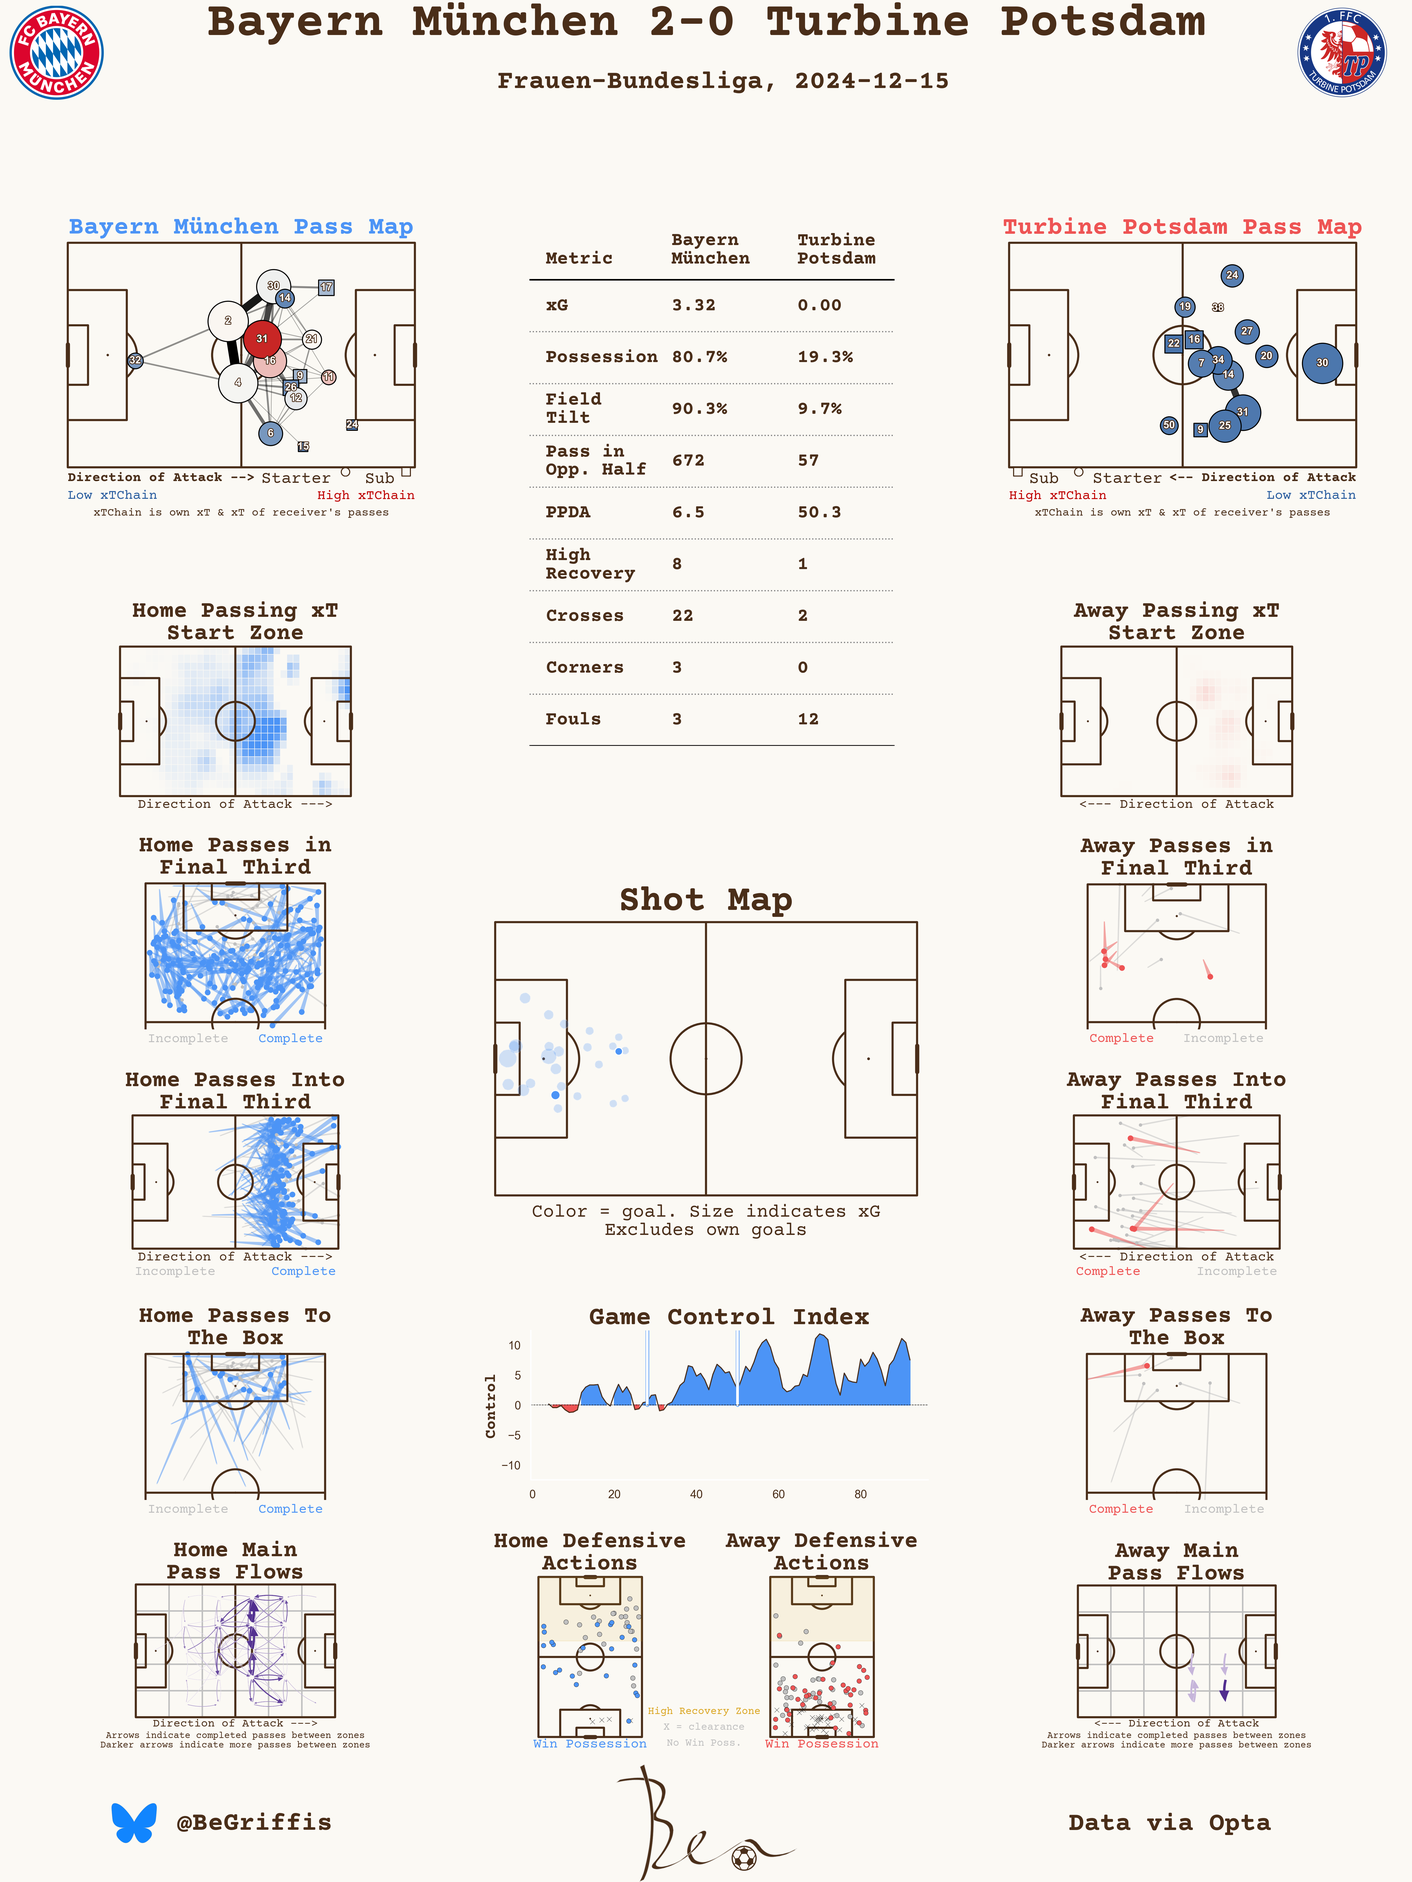 Bayern München 2-0 Turbine Potsdam
Frauen-Bundesliga, 2024-12-15
FC BAYERN
MÜNCHEN
1. FFC
TP
TURBINE POTSDAM
Bayern München Pass Map
30
17
14
2
31
21
16
32
9
11
4
26
12
24
6
15
Direction of Attack --> Starter Sub
Low xTChain High xTChain
xTChain is own xT & xT of receiver's passes
Metric Bayern München Turbine Potsdam
xG 3.32 0.00
Possession 80.7% 19.3%
Field Tilt 90.3% 9.7%
Pass in Opp. Half 672 57
PPDA 6.5 50.3
High Recovery 8 1
Crosses 22 2
Corners 3 0
Fouls 3 12
Turbine Potsdam Pass Map
24
19
38
27
22
16
34
20
7
30
14
31
50
9
25
Sub Starter <-- Direction of Attack
High xTChain Low xTChain
xTChain is own xT & xT of receiver's passes
Home Passing xT
Start Zone
Direction of Attack --->
Away Passing xT
Start Zone
<--- Direction of Attack
Home Passes in
Final Third
Incomplete Complete
Away Passes in
Final Third
Complete Incomplete
Shot Map
Color = goal. Size indicates xG
Excludes own goals
Home Passes Into
Final Third
Direction of Attack --->
Incomplete Complete
Away Passes Into
Final Third
<--- Direction of Attack
Complete Incomplete
Home Passes To
The Box
Incomplete Complete
Game Control Index
Control
10
5
0
−5
−10
0 20 40 60 80
Away Passes To
The Box
Complete Incomplete
Home Main
Pass Flows
Direction of Attack --->
Arrows indicate completed passes between zones
Darker arrows indicate more passes between zones
Home Defensive
Actions
Win Possession
High Recovery Zone
X = clearance
No Win Poss.
Away Defensive
Actions
Win Possession
Away Main
Pass Flows
<--- Direction of Attack
Arrows indicate completed passes between zones
Darker arrows indicate more passes between zones
@BeGriffis
Ben
Data via Opta